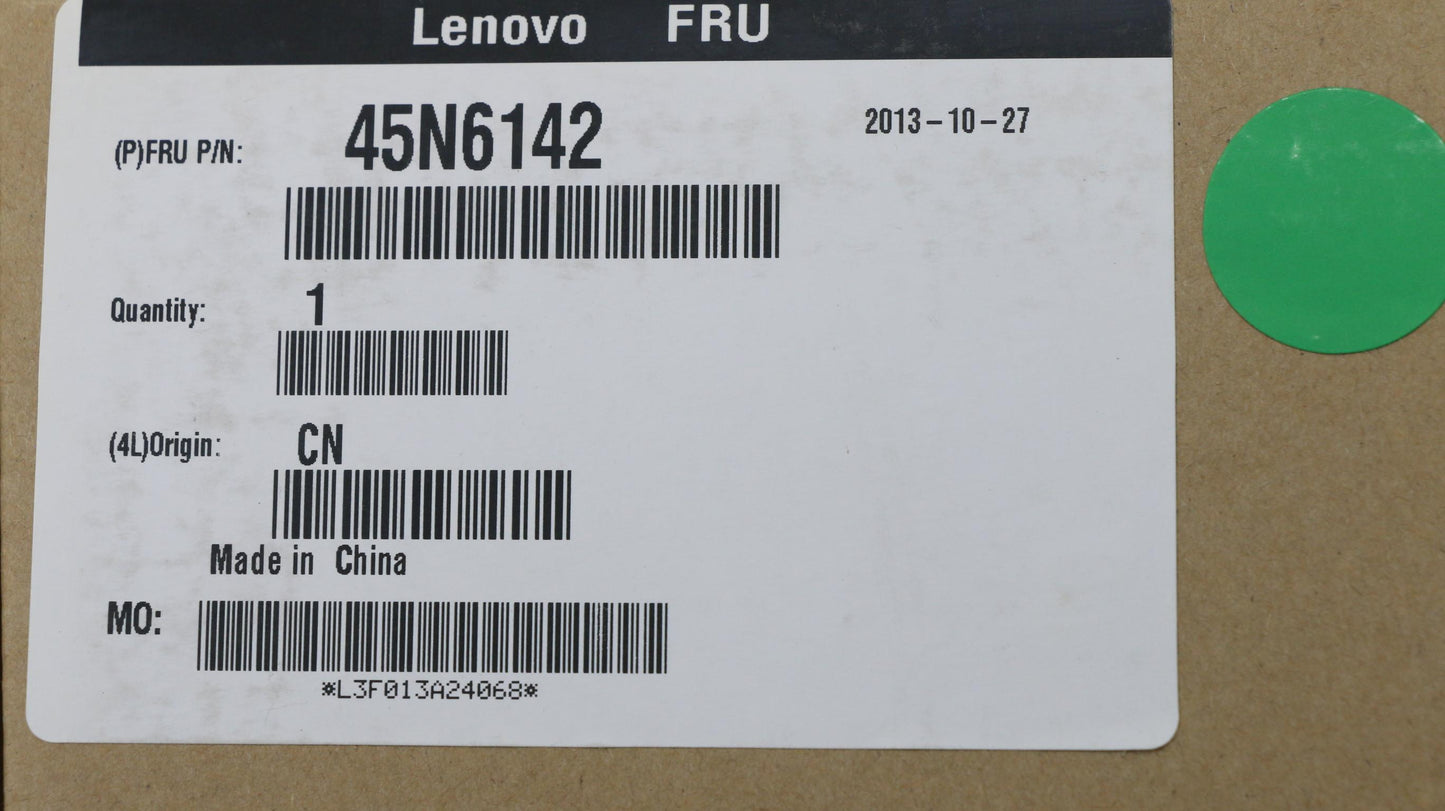 Lenovo FRU
(P)FRU P/N: 45N6142 2013-10-27
Quantity: 1
(4L)Origin: CN
Made in China
MO:
*L3F013A24068*